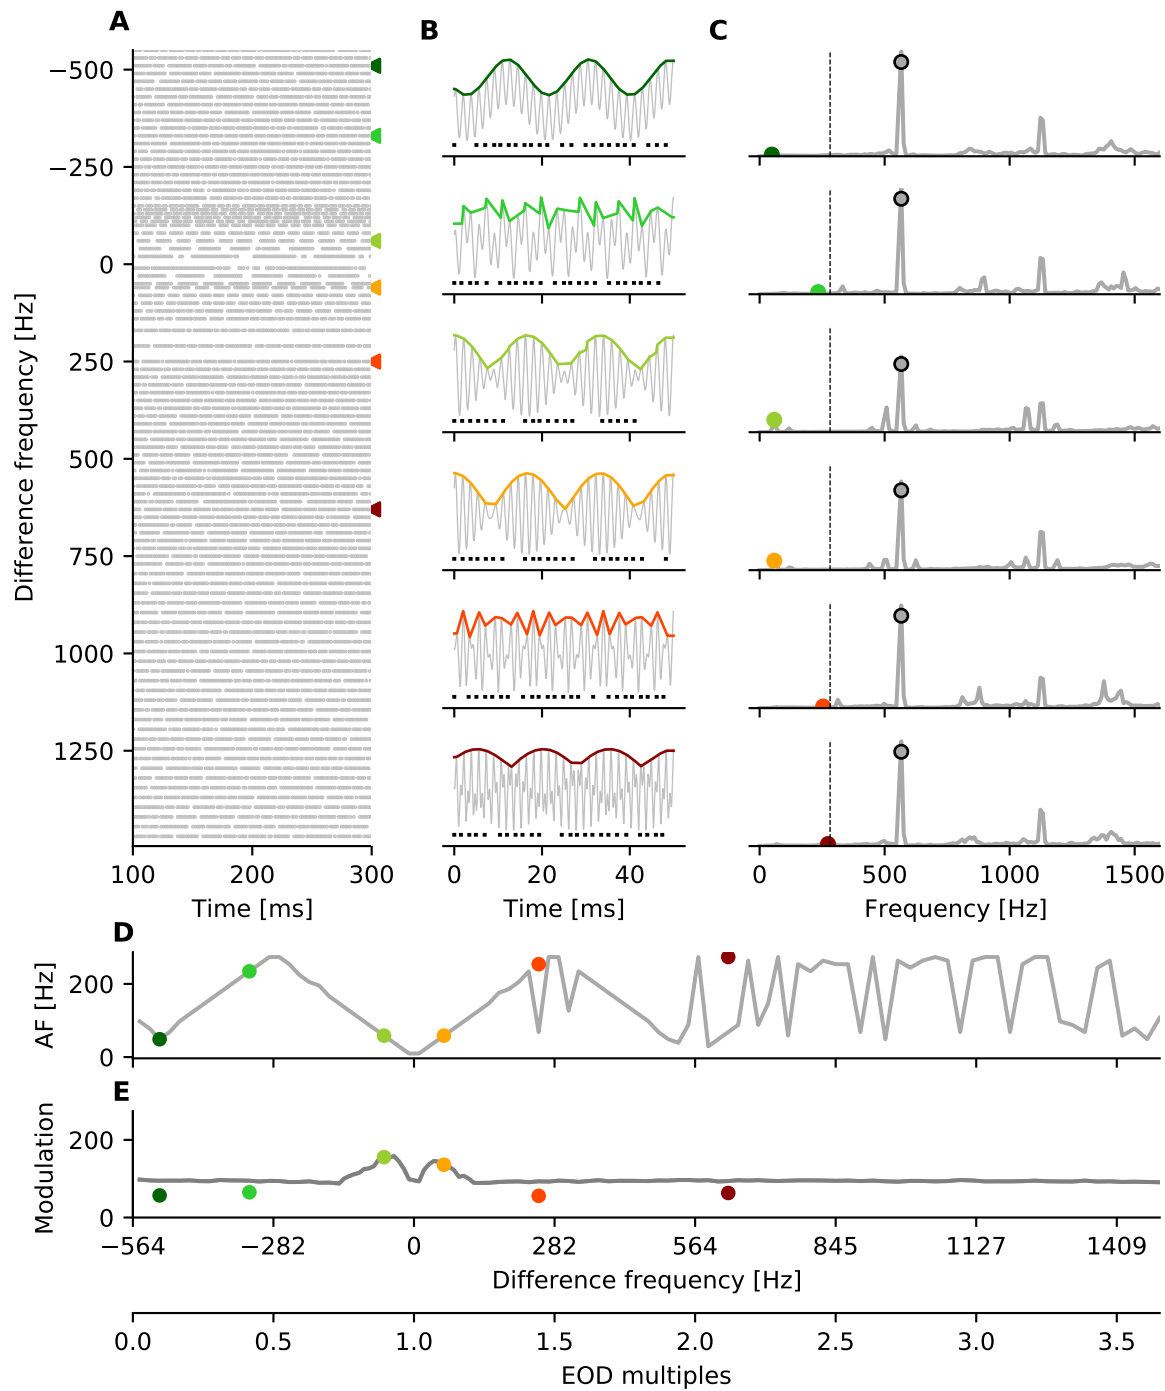 A
B
C
−500
−250
0
250
500
750
1000
1250
Difference frequency [Hz]
100 200 300
0 20 40
0 500 1000 1500
Time [ms]
Time [ms]
Frequency [Hz]
D
200
0
AF [Hz]
E
200
0
Modulation
−564 −282 0 282 564 845 1127 1409
Difference frequency [Hz]
0.0 0.5 1.0 1.5 2.0 2.5 3.0 3.5
EOD multiples